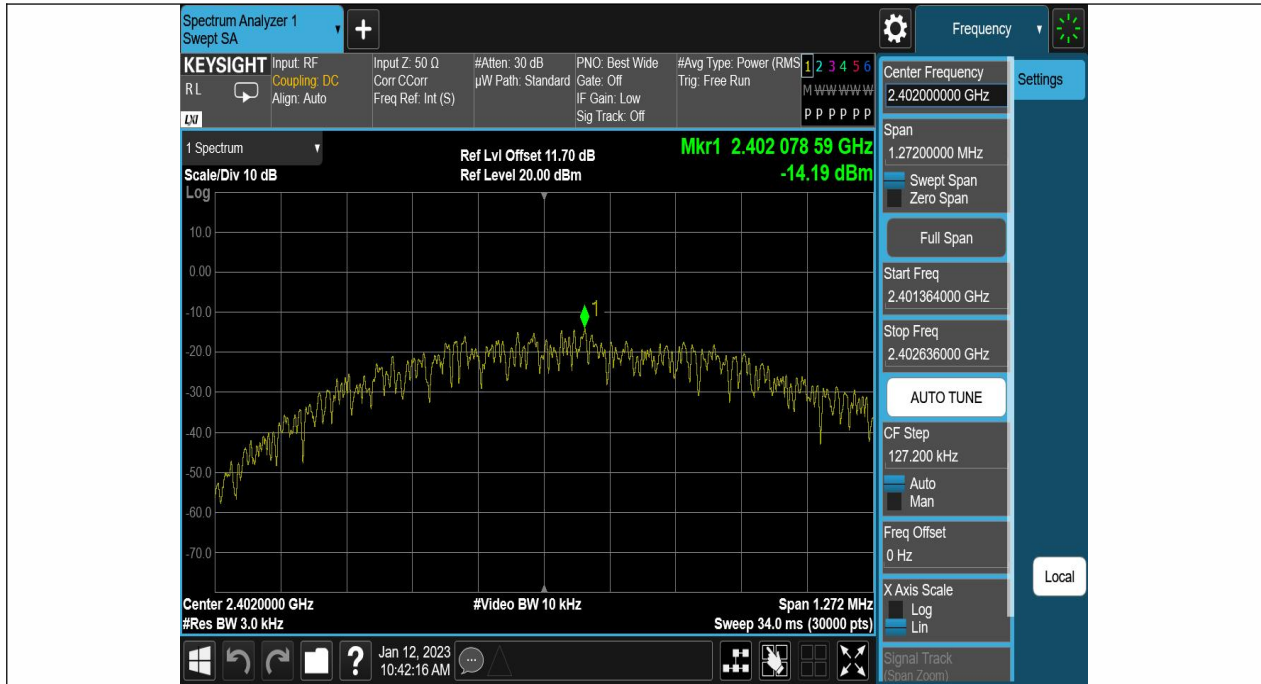 Spectrum Analyzer 1
Swept SA
+
Frequency
KEYSIGHT
RL
LXI
Input: RF
Coupling: DC
Align: Auto
Input Z: 50 Ω
Corr CCorr
Freq Ref: Int (S)
#Atten: 30 dB
µW Path: Standard
PNO: Best Wide
Gate: Off
IF Gain: Low
Sig Track: Off
#Avg Type: Power (RMS
Trig: Free Run
1 2 3 4 5 6
M W W W W W
P P P P P P
1 Spectrum
Scale/Div 10 dB
Ref Lvl Offset 11.70 dB
Ref Level 20.00 dBm
Mkr1 2.402 078 59 GHz
-14.19 dBm
Log
10.0
0.00
-10.0
-20.0
-30.0
-40.0
-50.0
-60.0
-70.0
1
Center 2.4020000 GHz
#Res BW 3.0 kHz
#Video BW 10 kHz
Span 1.272 MHz
Sweep 34.0 ms (30000 pts)
Center Frequency
2.402000000 GHz
Span
1.27200000 MHz
Swept Span
Zero Span
Full Span
Start Freq
2.401364000 GHz
Stop Freq
2.402636000 GHz
AUTO TUNE
CF Step
127.200 kHz
Auto
Man
Freq Offset
0 Hz
X Axis Scale
Log
Lin
Signal Track
(Span Zoom)
Settings
Local
?
Jan 12, 2023
10:42:16 AM